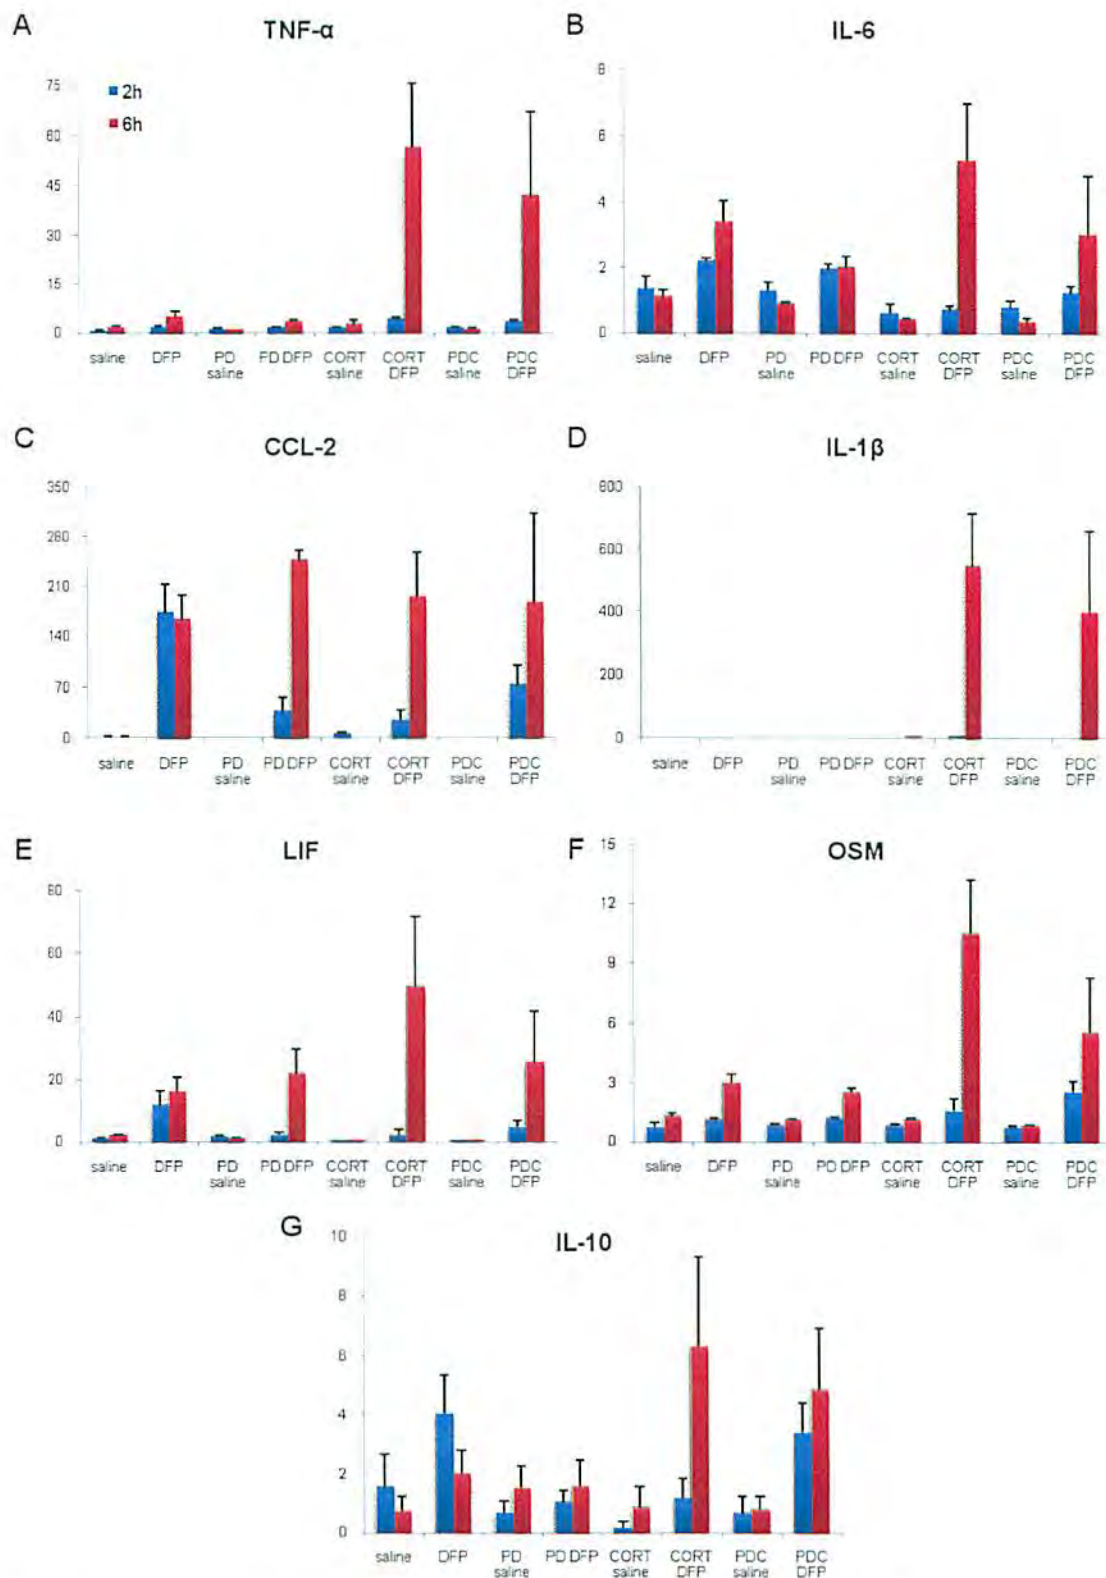 A
TNF-α
75
60
45
30
15
0
2h
6h
saline DFP PD saline PD DFP CORT saline CORT DFP PDC saline PDC DFP
B
IL-6
8
6
4
2
0
saline DFP PD saline PD DFP CORT saline CORT DFP PDC saline PDC DFP
C
CCL-2
350
280
210
140
70
0
saline DFP PD saline PD DFP CORT saline CORT DFP PDC saline PDC DFP
D
IL-1β
800
600
400
200
0
saline DFP PD saline PD DFP CORT saline CORT DFP PDC saline PDC DFP
E
LIF
80
60
40
20
0
saline DFP PD saline PD DFP CORT saline CORT DFP PDC saline PDC DFP
F
OSM
15
12
9
6
3
0
saline DFP PD saline PD DFP CORT saline CORT DFP PDC saline PDC DFP
G
IL-10
10
8
6
4
2
0
saline DFP PD saline PD DFP CORT saline CORT DFP PDC saline PDC DFP